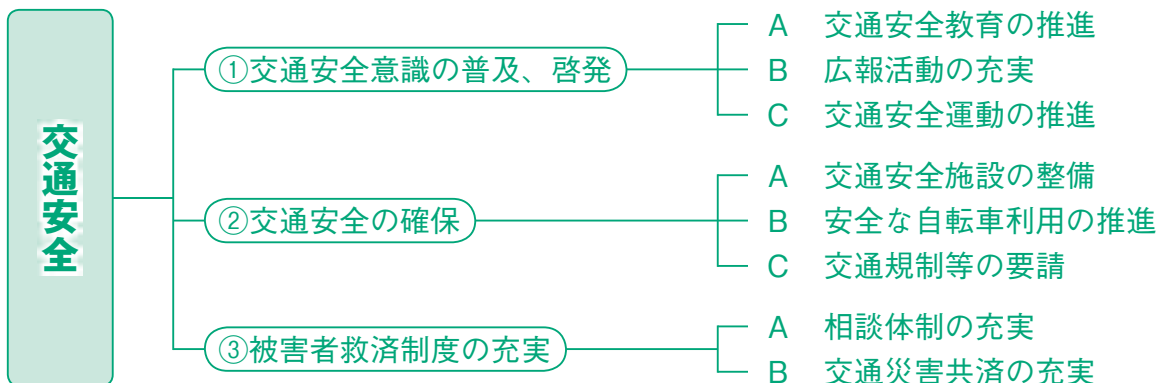 交通安全
①交通安全意識の普及、啓発
A 交通安全教育の推進
B 広報活動の充実
C 交通安全運動の推進
②交通安全の確保
A 交通安全施設の整備
B 安全な自転車利用の推進
C 交通規制等の要請
③被害者救済制度の充実
A 相談体制の充実
B 交通災害共済の充実